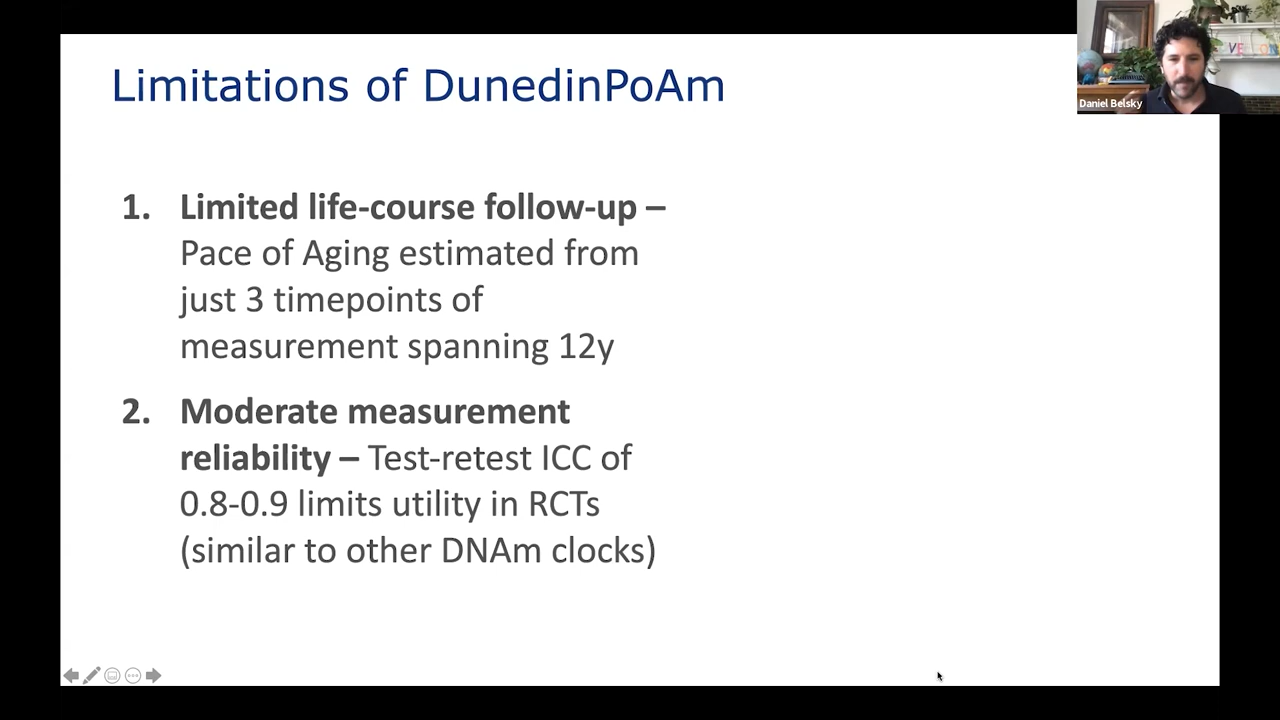 Limitations of DunedinPoAm
Daniel Belsky
1. Limited life-course follow-up –
Pace of Aging estimated from
just 3 timepoints of
measurement spanning 12y
2. Moderate measurement
reliability – Test-retest ICC of
0.8-0.9 limits utility in RCTs
(similar to other DNAm clocks)